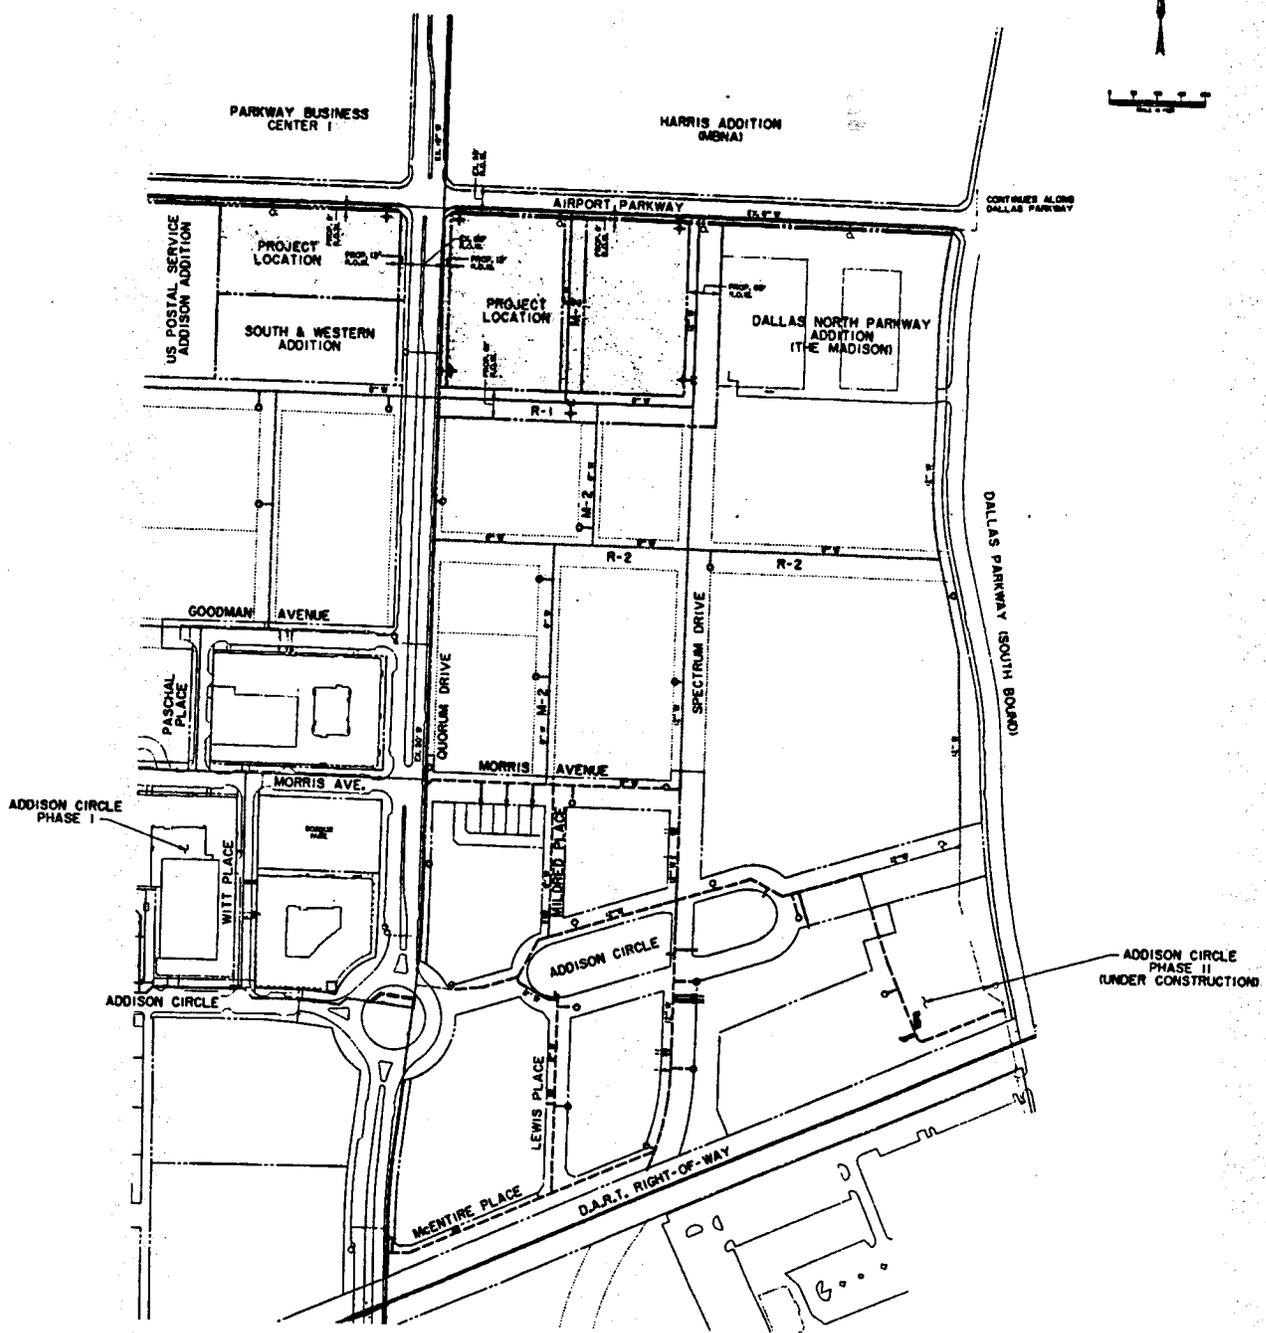 PARKWAY BUSINESS
CENTER I
HARRIS ADDITION
(MBNA)
AIRPORT PARKWAY
CONTINUES ALONG
DALLAS PARKWAY
US POSTAL SERVICE
ADDISON ADDITION
PROJECT
LOCATION
PROJECT
LOCATION
M-2
SOUTH & WESTERN
ADDITION
DALLAS NORTH PARKWAY
ADDITION
(THE MADISON)
R-1
M-2
R-2
R-2
DALLAS PARKWAY (SOUTH BOUND)
GOODMAN AVENUE
PASCHAL
PLACE
QUORUM DRIVE
M-2
SPECTRUM DRIVE
MORRIS AVENUE
MORRIS AVE.
ADDISON CIRCLE
PHASE I
WITT PLACE
MILDRED PLACE
ADDISON CIRCLE
ADDISON CIRCLE
PHASE II
(UNDER CONSTRUCTION)
ADDISON CIRCLE
LEWIS PLACE
McENTIRE PLACE
D.A.R.T. RIGHT-OF-WAY